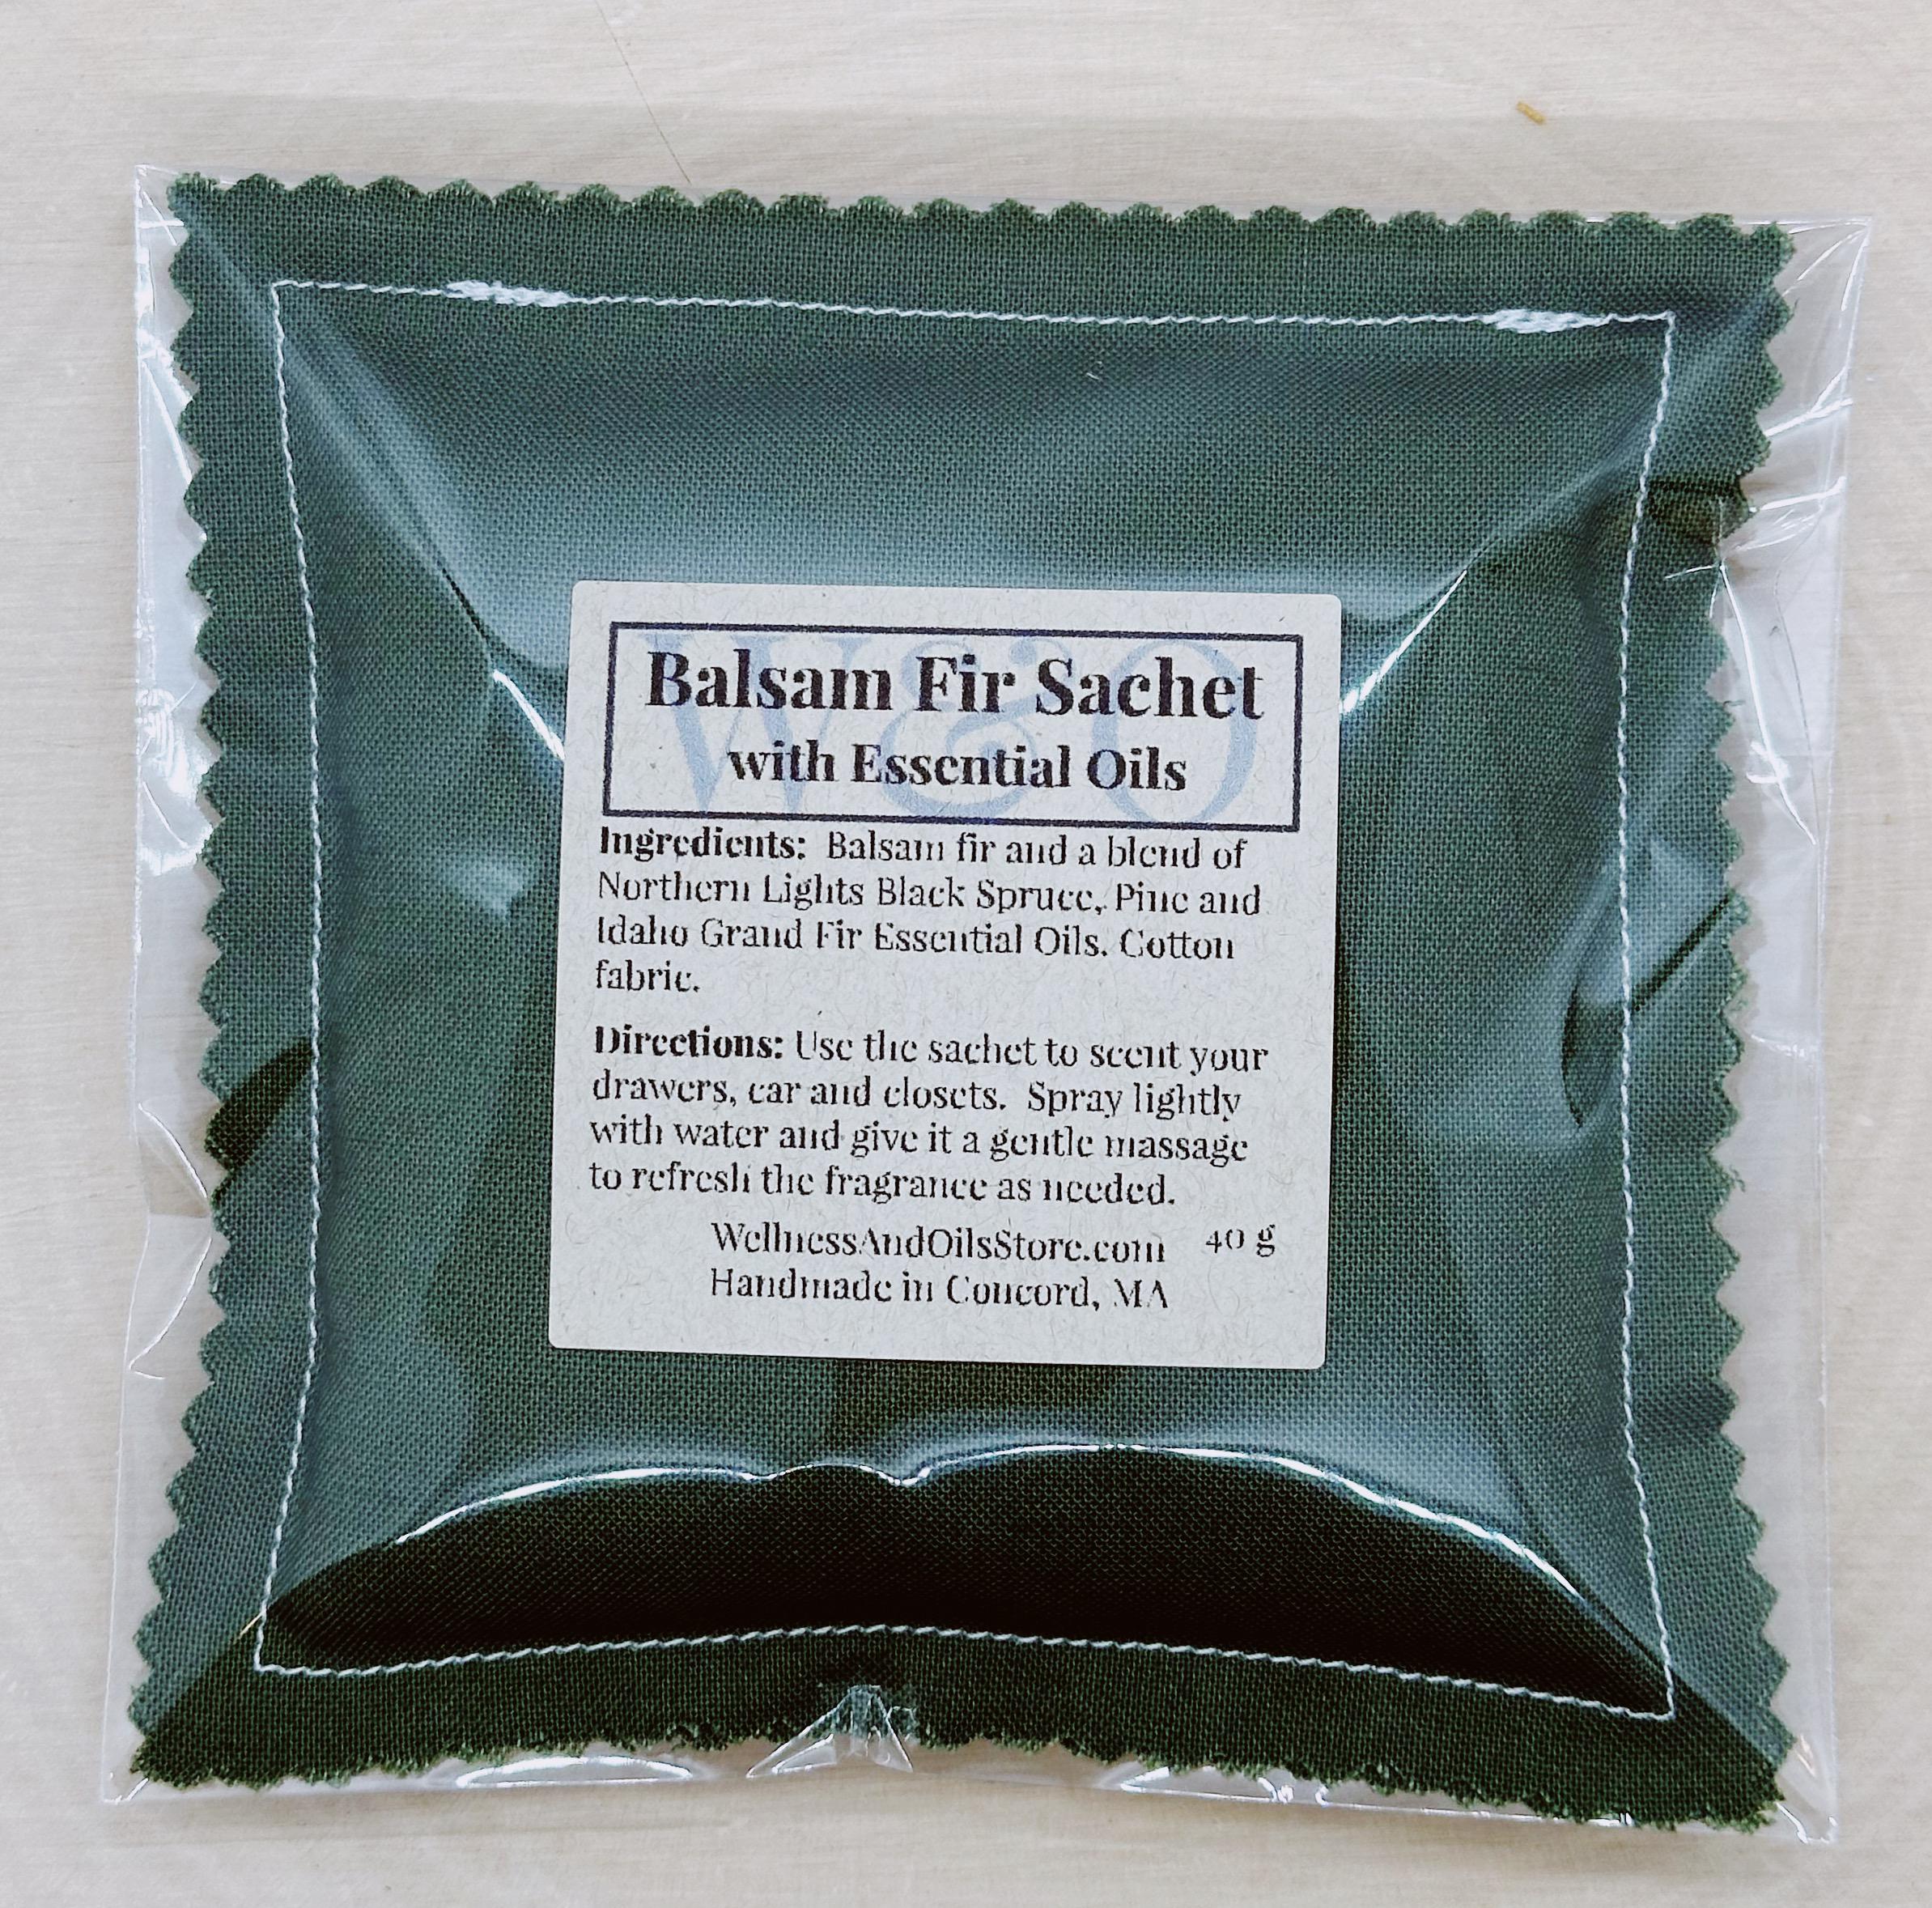 W&O
Balsam Fir Sachet
with Essential Oils
Ingredients: Balsam fir and a blend of
Northern Lights Black Spruce, Pine and
Idaho Grand Fir Essential Oils. Cotton
fabric.
Directions: Use the sachet to scent your
drawers, car and closets. Spray lightly
with water and give it a gentle massage
to refresh the fragrance as needed.
WellnessAndOilsStore.com 40 g
Handmade in Concord, MA